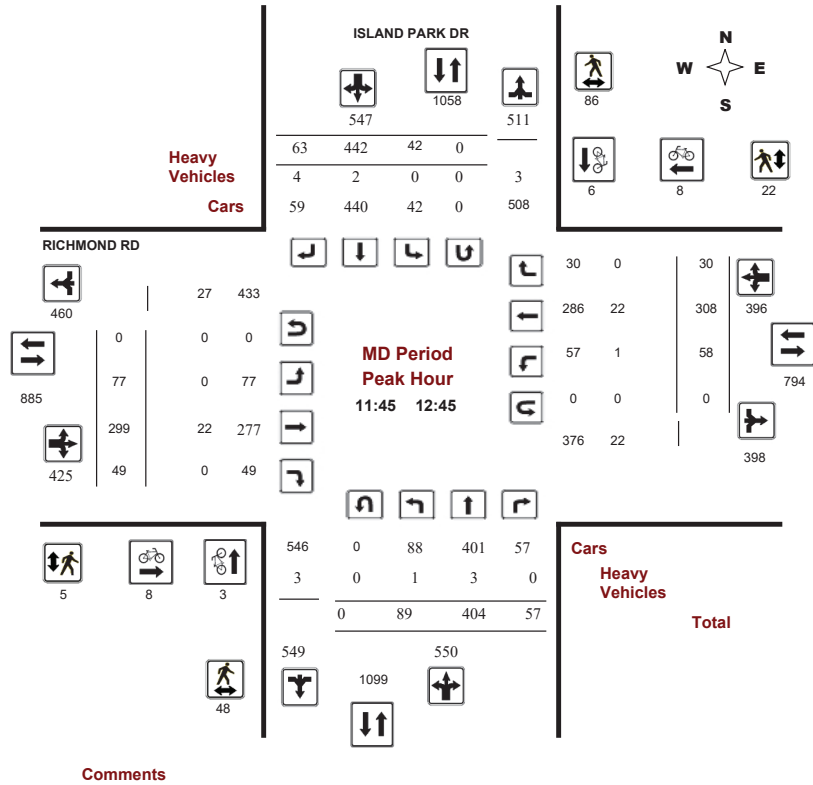 ISLAND PARK DR
N
W E
S
1058
86
547 511
63 442 42 0
Heavy
Vehicles
4 2 0 0 3
6 8 22
Cars 59 440 42 0 508
RICHMOND RD
30 0 30
460
27 433
396
286 22 308
0 0 0
MD Period
57 1 58
Peak Hour
794
77 0 77
885
11:45 12:45
0 0 0
299 22 277
376 22
398
425
49 0 49
546 0 88 401 57 Cars
3 0 1 3 0 Heavy
Vehicles
5 8 3
0 89 404 57
Total
549 550
1099
48
Comments